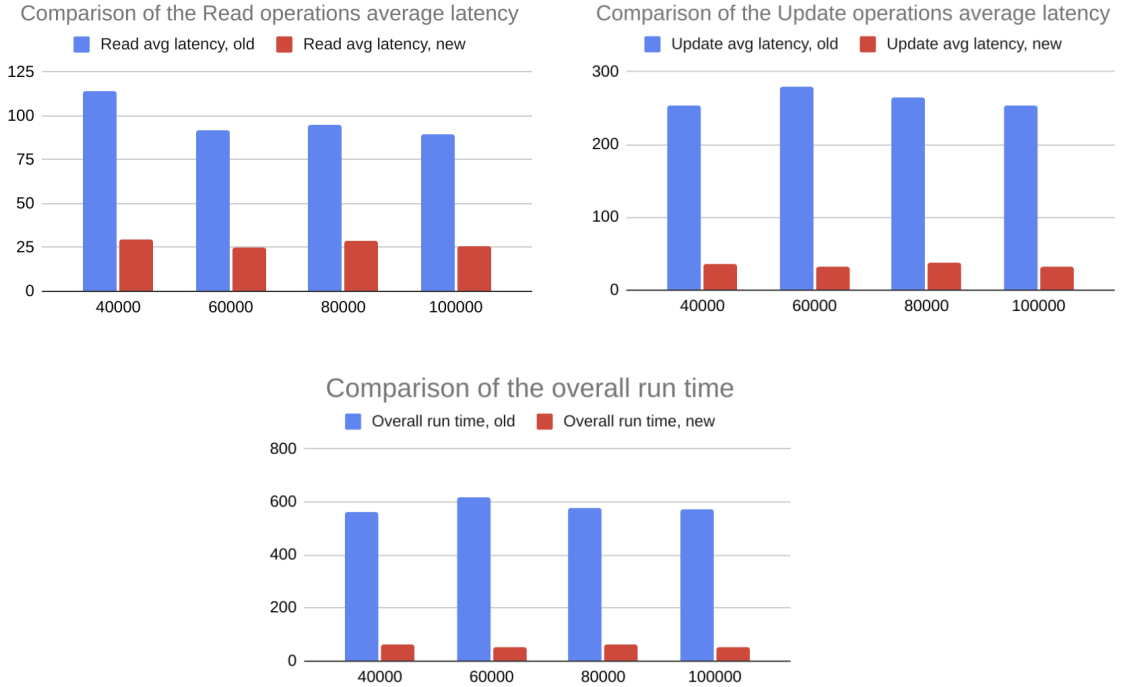 Comparison of the Read operations average latency
Read avg latency, old Read avg latency, new
125
100
75
50
25
0
40000 60000 80000 100000
Comparison of the Update operations average latency
Update avg latency, old Update avg latency, new
300
200
100
0
40000 60000 80000 100000
Comparison of the overall run time
Overall run time, old Overall run time, new
800
600
400
200
0
40000 60000 80000 100000